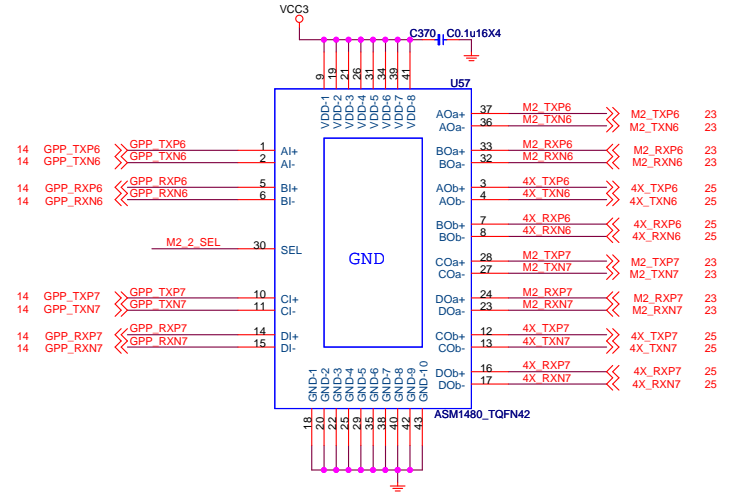 VCC3
C370 C0.1u16X4
U57
9 19 21 26 31 34 39 41
VDD-1 VDD-2 VDD-3 VDD-4 VDD-5 VDD-6 VDD-7 VDD-8
14 GPP_TXP6 GPP_TXP6 1 AI+
14 GPP_TXN6 GPP_TXN6 2 AI-
14 GPP_RXP6 GPP_RXP6 5 BI+
14 GPP_RXN6 GPP_RXN6 6 BI-
M2_2_SEL 30 SEL
14 GPP_TXP7 GPP_TXP7 10 CI+
14 GPP_TXN7 GPP_TXN7 11 CI-
14 GPP_RXP7 GPP_RXP7 14 DI+
14 GPP_RXN7 GPP_RXN7 15 DI-
GND
AOa+ 37 M2_TXP6 M2_TXP6 23
AOa- 36 M2_TXN6 M2_TXN6 23
BOa+ 33 M2_RXP6 M2_RXP6 23
BOa- 32 M2_RXN6 M2_RXN6 23
AOb+ 3 4X_TXP6 4X_TXP6 25
AOb- 4 4X_TXN6 4X_TXN6 25
BOb+ 7 4X_RXP6 4X_RXP6 25
BOb- 8 4X_RXN6 4X_RXN6 25
COa+ 28 M2_TXP7 M2_TXP7 23
COa- 27 M2_TXN7 M2_TXN7 23
DOa+ 24 M2_RXP7 M2_RXP7 23
DOa- 23 M2_RXN7 M2_RXN7 23
COb+ 12 4X_TXP7 4X_TXP7 25
COb- 13 4X_TXN7 4X_TXN7 25
DOb+ 16 4X_RXP7 4X_RXP7 25
DOb- 17 4X_RXN7 4X_RXN7 25
GND-1 GND-2 GND-3 GND-4 GND-5 GND-6 GND-7 GND-8 GND-9 GND-10
ASM1480_TQFN42
18 20 22 25 29 35 38 40 42 43